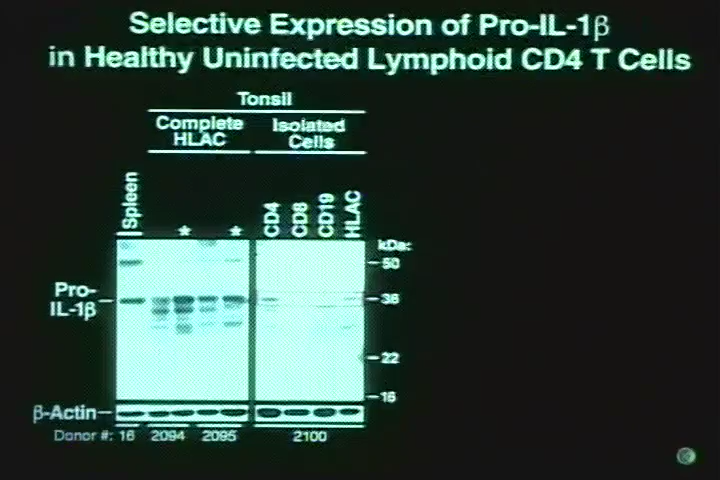 Selective Expression of Pro-IL-1β
in Healthy Uninfected Lymphoid CD4 T Cells
Tonsil
Complete HLAC
Isolated Cells
Spleen
*
*
CD4
CD8
CD19
HLAC
kDa:
50
Pro-IL-1β
36
22
16
β-Actin
Donor #: 16 2094 2095 2100